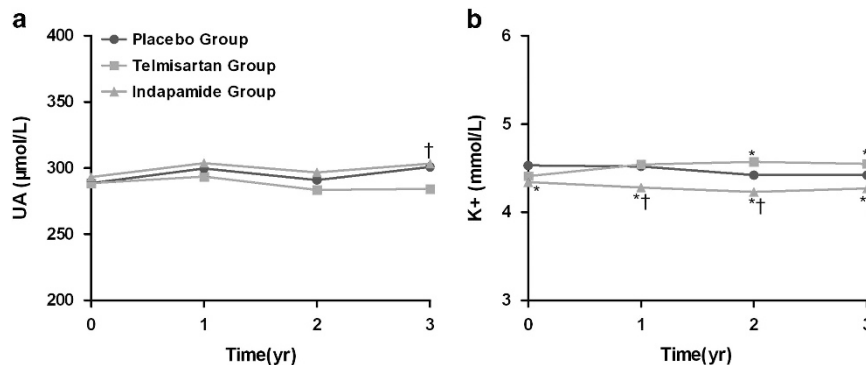 a
400
350
300
250
200
UA (μmol/L)
Placebo Group
Telmisartan Group
Indapamide Group
†
0 1 2 3
Time(yr)
b
6
5
4
3
K+ (mmol/L)
* *
* *† *† *
0 1 2 3
Time(yr)